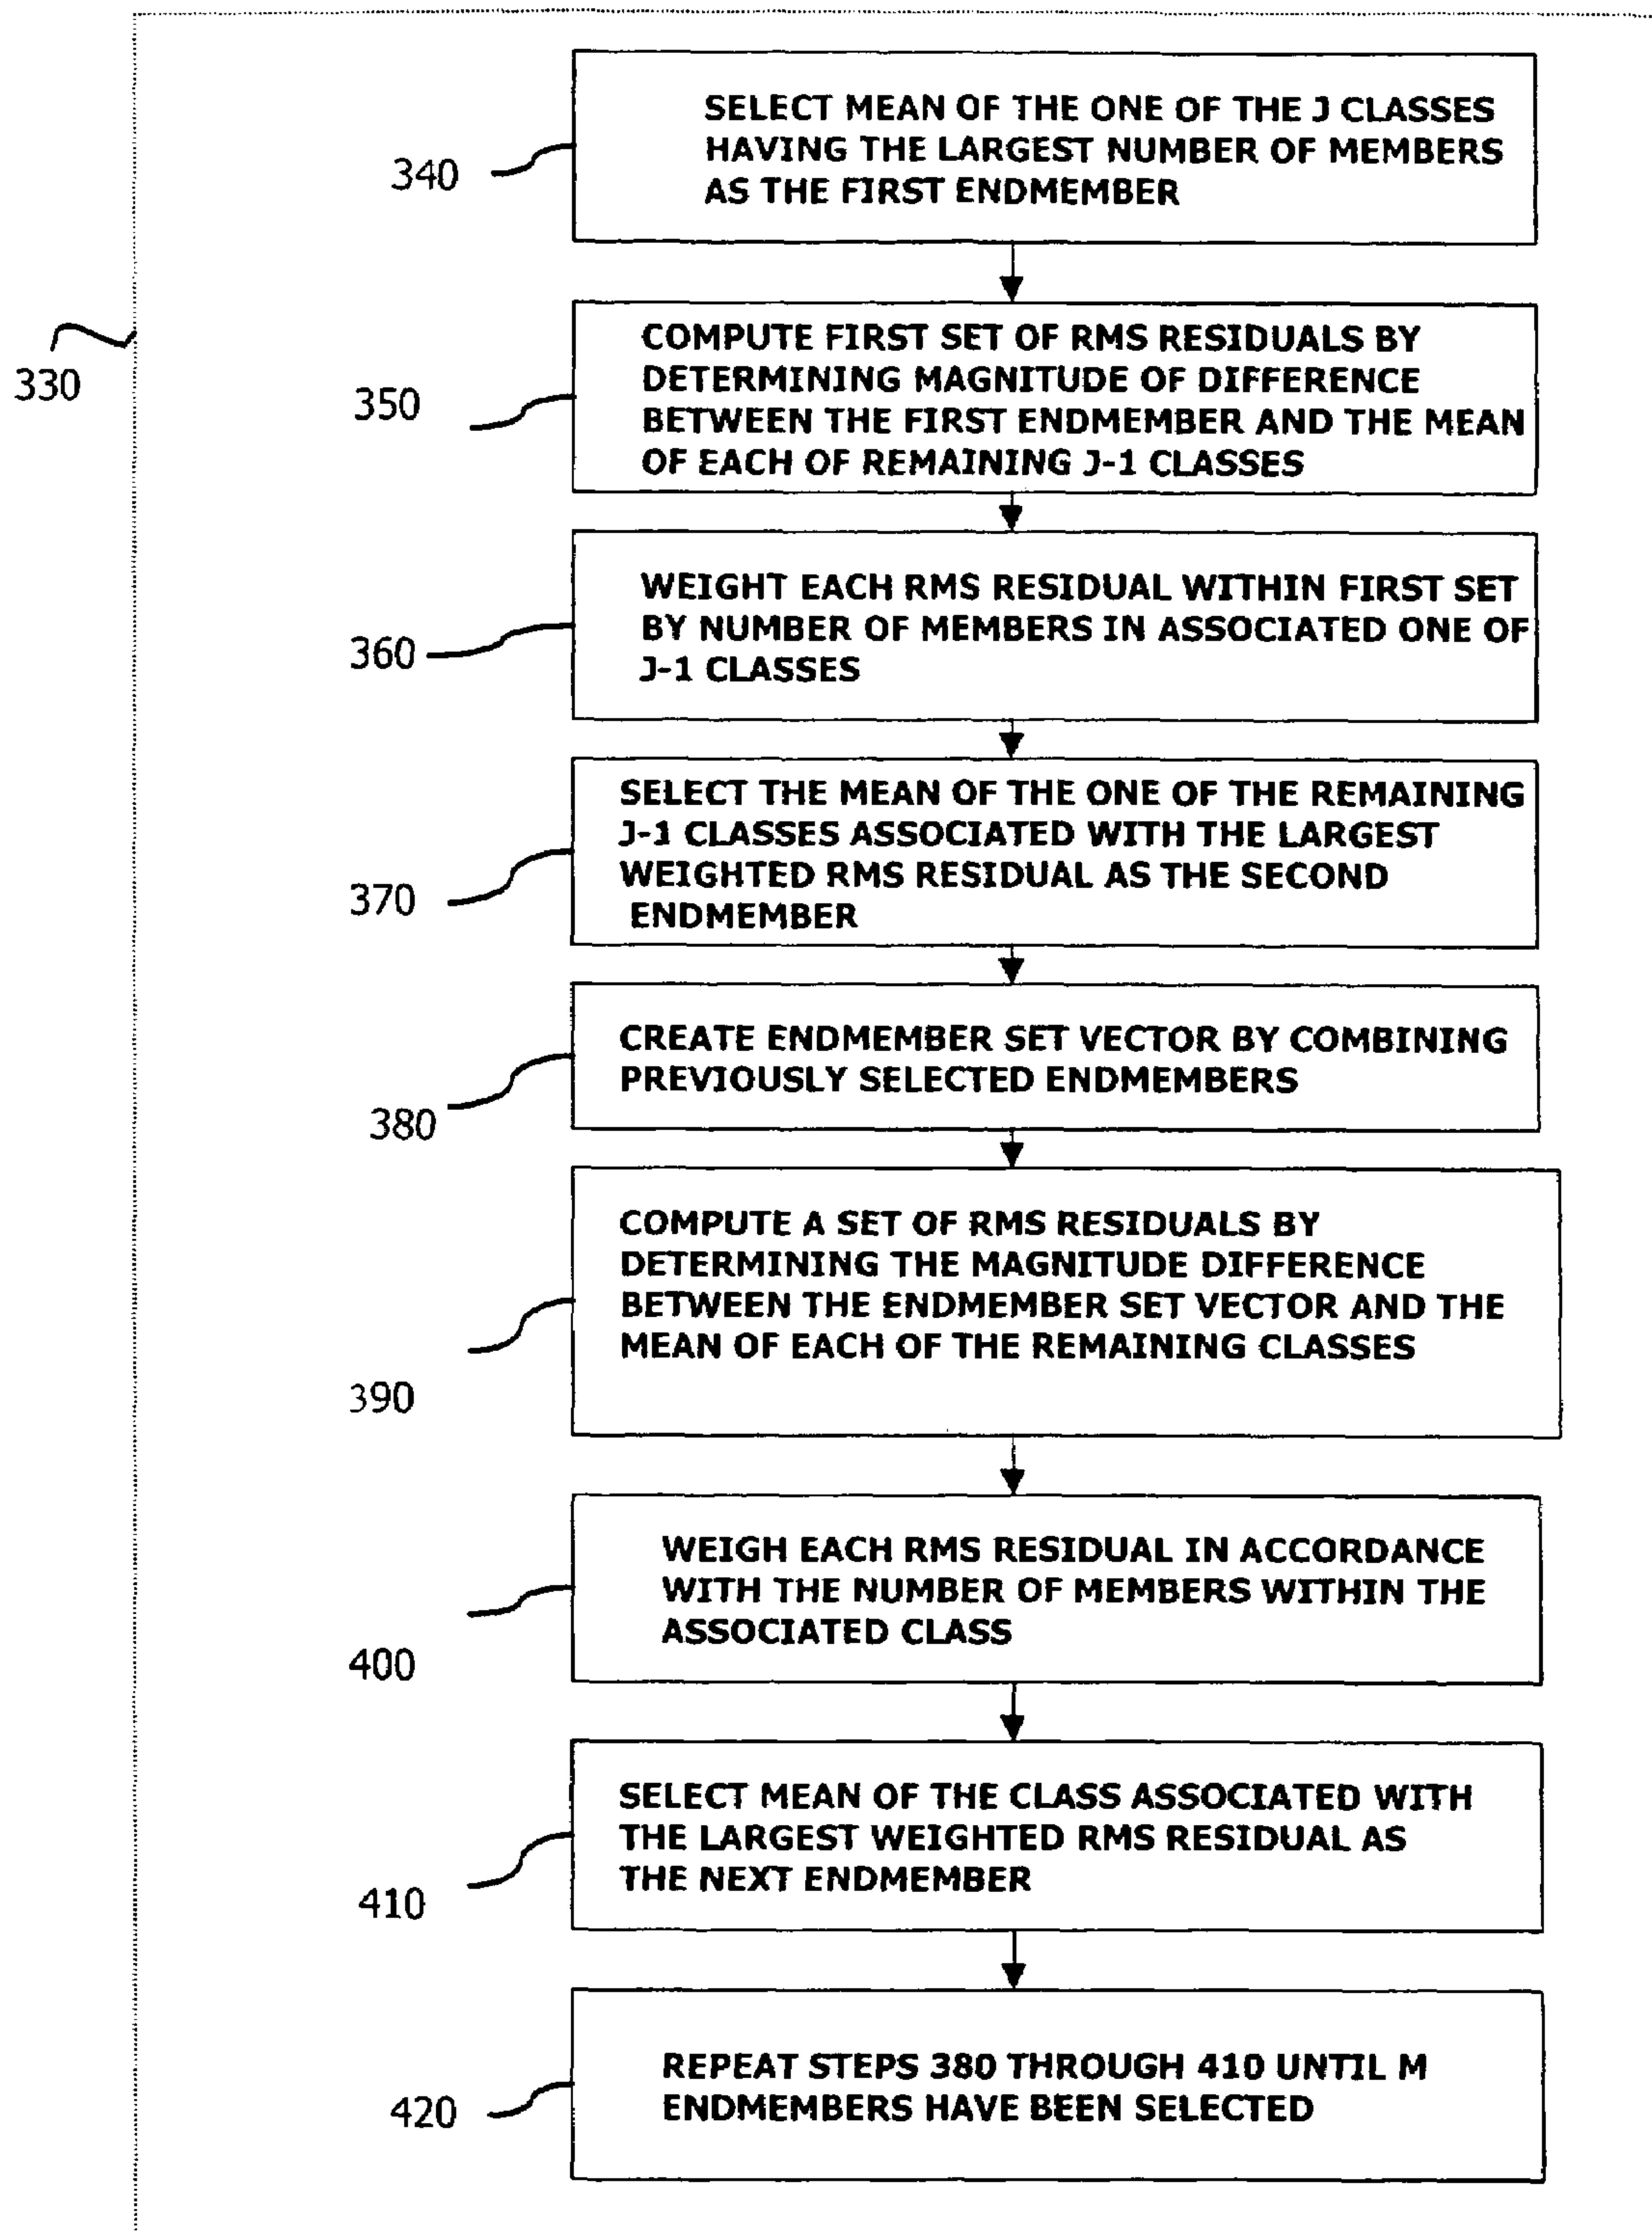 SELECT MEAN OF THE ONE OF THE J CLASSES
HAVING THE LARGEST NUMBER OF MEMBERS
AS THE FIRST ENDMEMBER
340
COMPUTE FIRST SET OF RMS RESIDUALS BY
DETERMINING MAGNITUDE OF DIFFERENCE
BETWEEN THE FIRST ENDMEMBER AND THE MEAN
OF EACH OF REMAINING J-1 CLASSES
330
350
WEIGHT EACH RMS RESIDUAL WITHIN FIRST SET
BY NUMBER OF MEMBERS IN ASSOCIATED ONE OF
J-1 CLASSES
360
SELECT THE MEAN OF THE ONE OF THE REMAINING
J-1 CLASSES ASSOCIATED WITH THE LARGEST
WEIGHTED RMS RESIDUAL AS THE SECOND
ENDMEMBER
370
CREATE ENDMEMBER SET VECTOR BY COMBINING
PREVIOUSLY SELECTED ENDMEMBERS
380
COMPUTE A SET OF RMS RESIDUALS BY
DETERMINING THE MAGNITUDE DIFFERENCE
BETWEEN THE ENDMEMBER SET VECTOR AND THE
MEAN OF EACH OF THE REMAINING CLASSES
390
WEIGH EACH RMS RESIDUAL IN ACCORDANCE
WITH THE NUMBER OF MEMBERS WITHIN THE
ASSOCIATED CLASS
400
SELECT MEAN OF THE CLASS ASSOCIATED WITH
THE LARGEST WEIGHTED RMS RESIDUAL AS
THE NEXT ENDMEMBER
410
REPEAT STEPS 380 THROUGH 410 UNTIL M
ENDMEMBERS HAVE BEEN SELECTED
420